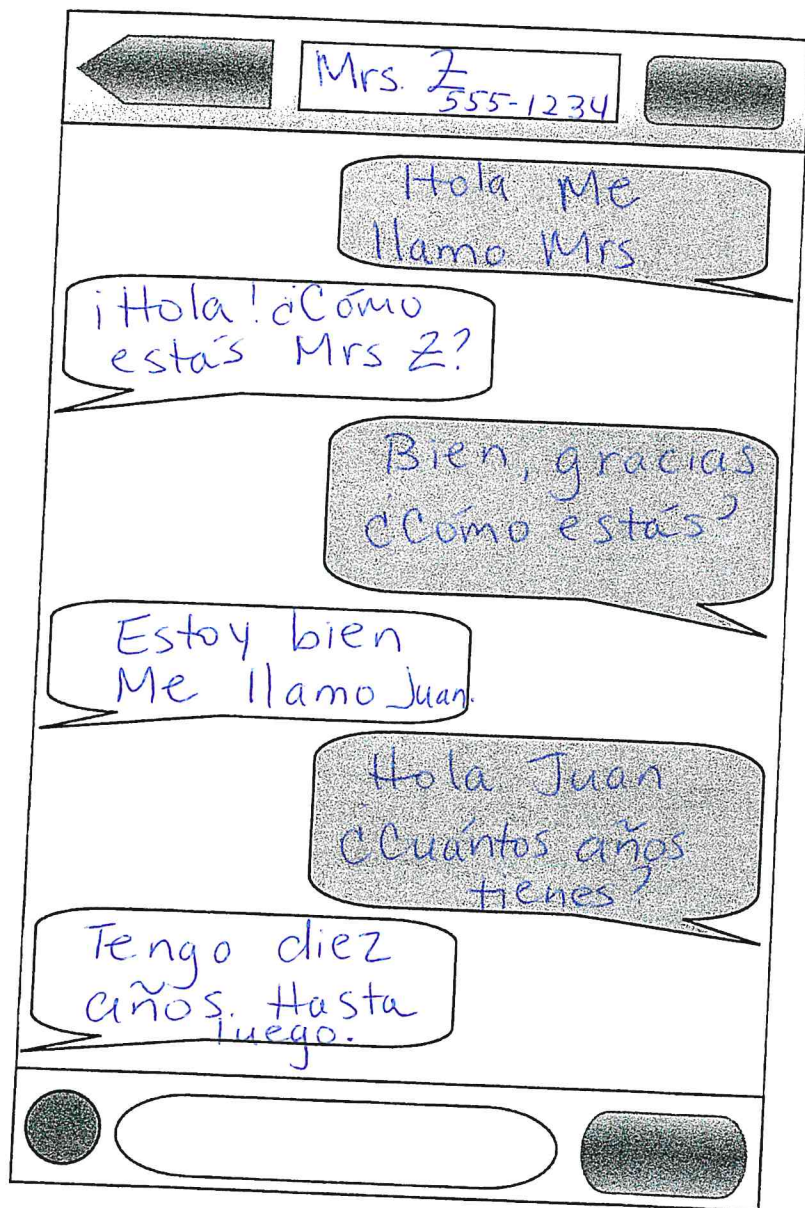 Mrs. Z
555-1234
Hola Me
llamo Mrs
¡Hola! ¿Cómo
estás Mrs Z?
Bien, gracias
¿Cómo estás?
Estoy bien
Me llamo Juan.
Hola Juan
¿Cuántos años
tienes?
Tengo diez
años. Hasta
luego.